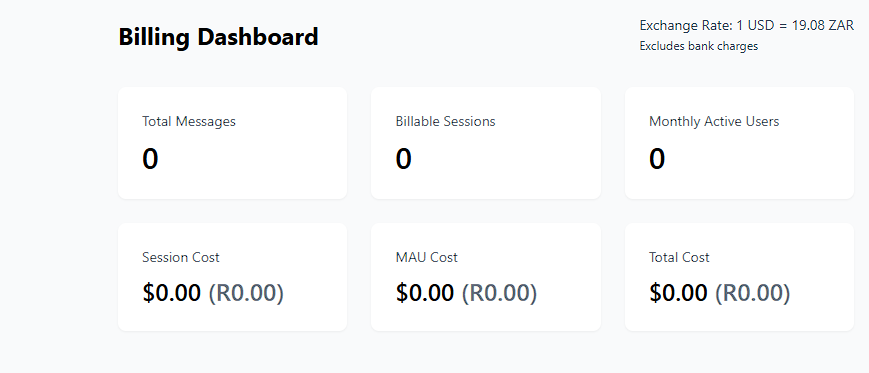 Billing Dashboard
Exchange Rate: 1 USD = 19.08 ZAR
Excludes bank charges
Total Messages
0
Billable Sessions
0
Monthly Active Users
0
Session Cost
$0.00 (R0.00)
MAU Cost
$0.00 (R0.00)
Total Cost
$0.00 (R0.00)